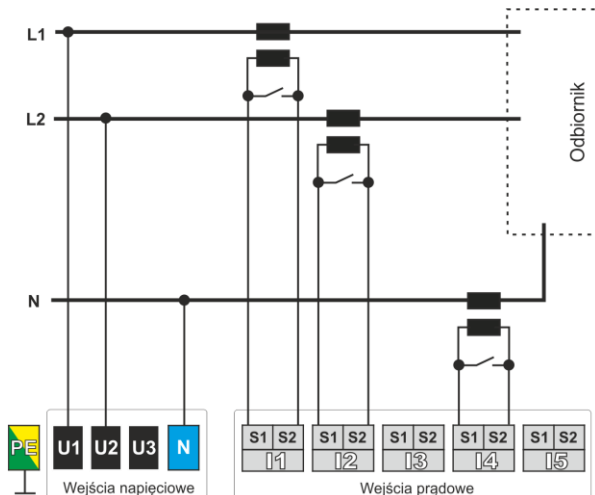 L1
L2
Odbiornik
N
PE U1 U2 U3 N
S1 S2 S1 S2 S1 S2 S1 S2 S1 S2
I1 I2 I3 I4 I5
Wejścia napięciowe Wejścia prądowe